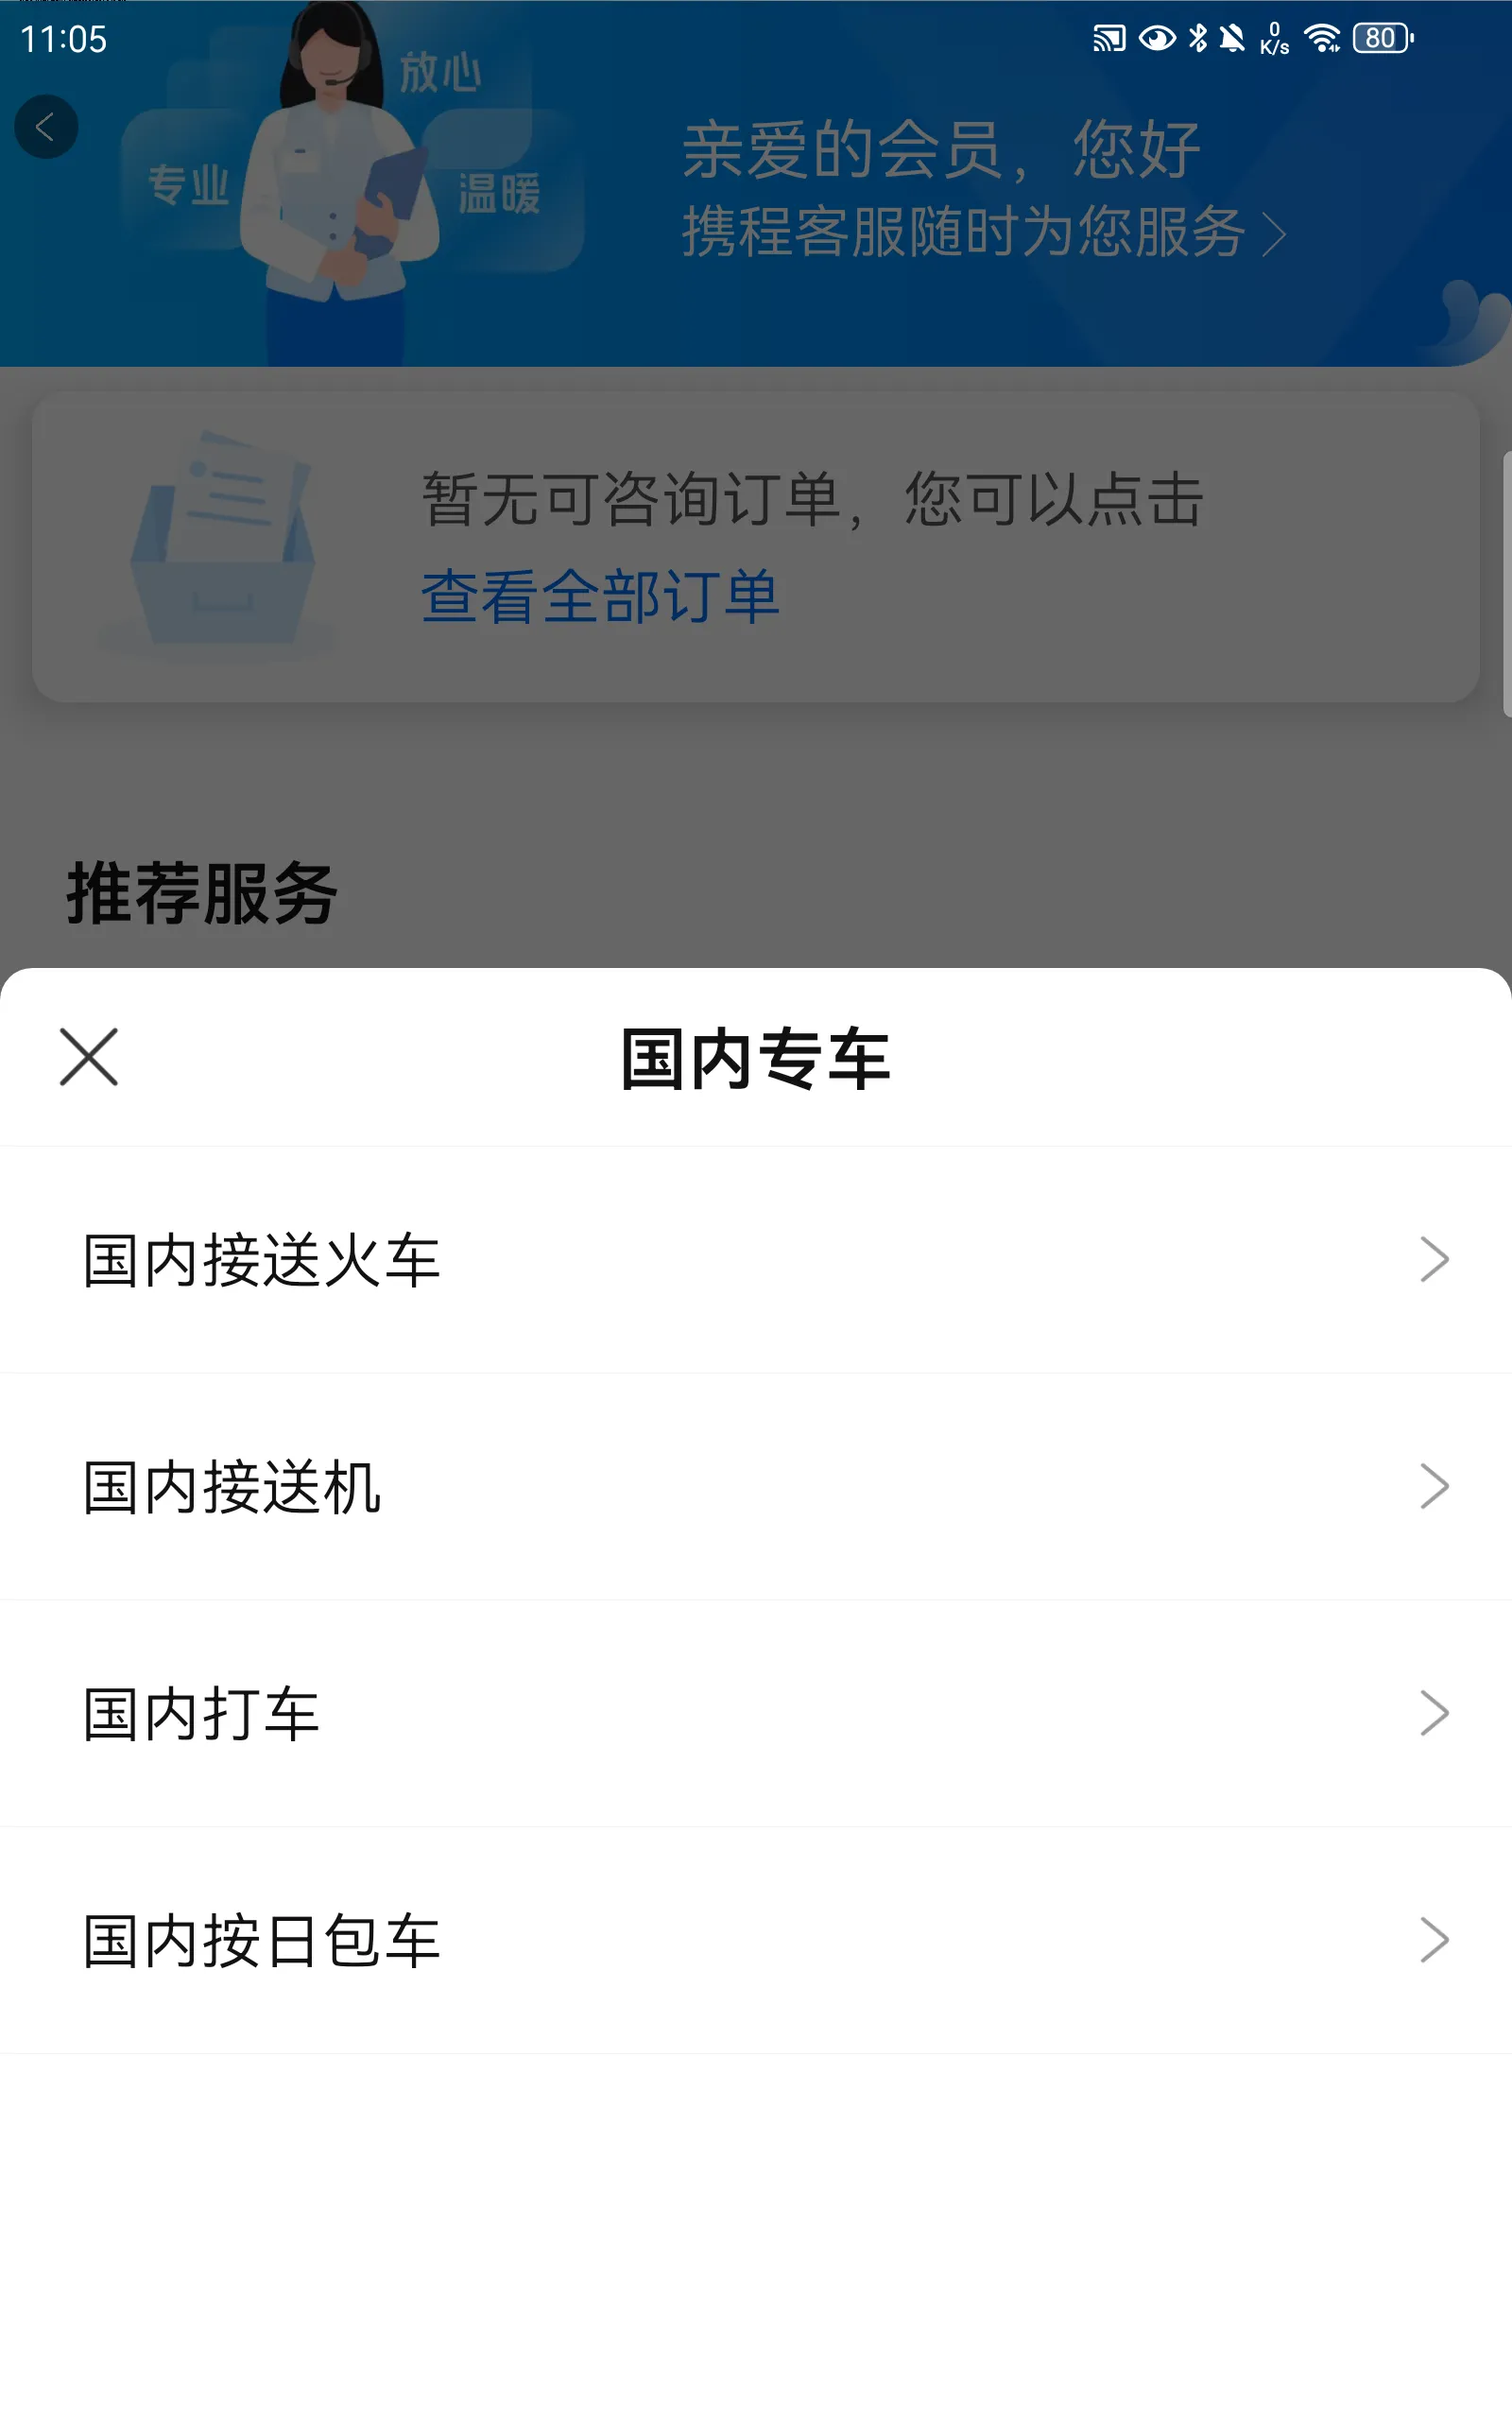 11:05
0
K/s
80
放心
专业
温暖
亲爱的会员，您好
携程客服随时为您服务
暂无可咨询订单，您可以点击
查看全部订单
推荐服务
国内专车
国内接送火车
国内接送机
国内打车
国内按日包车